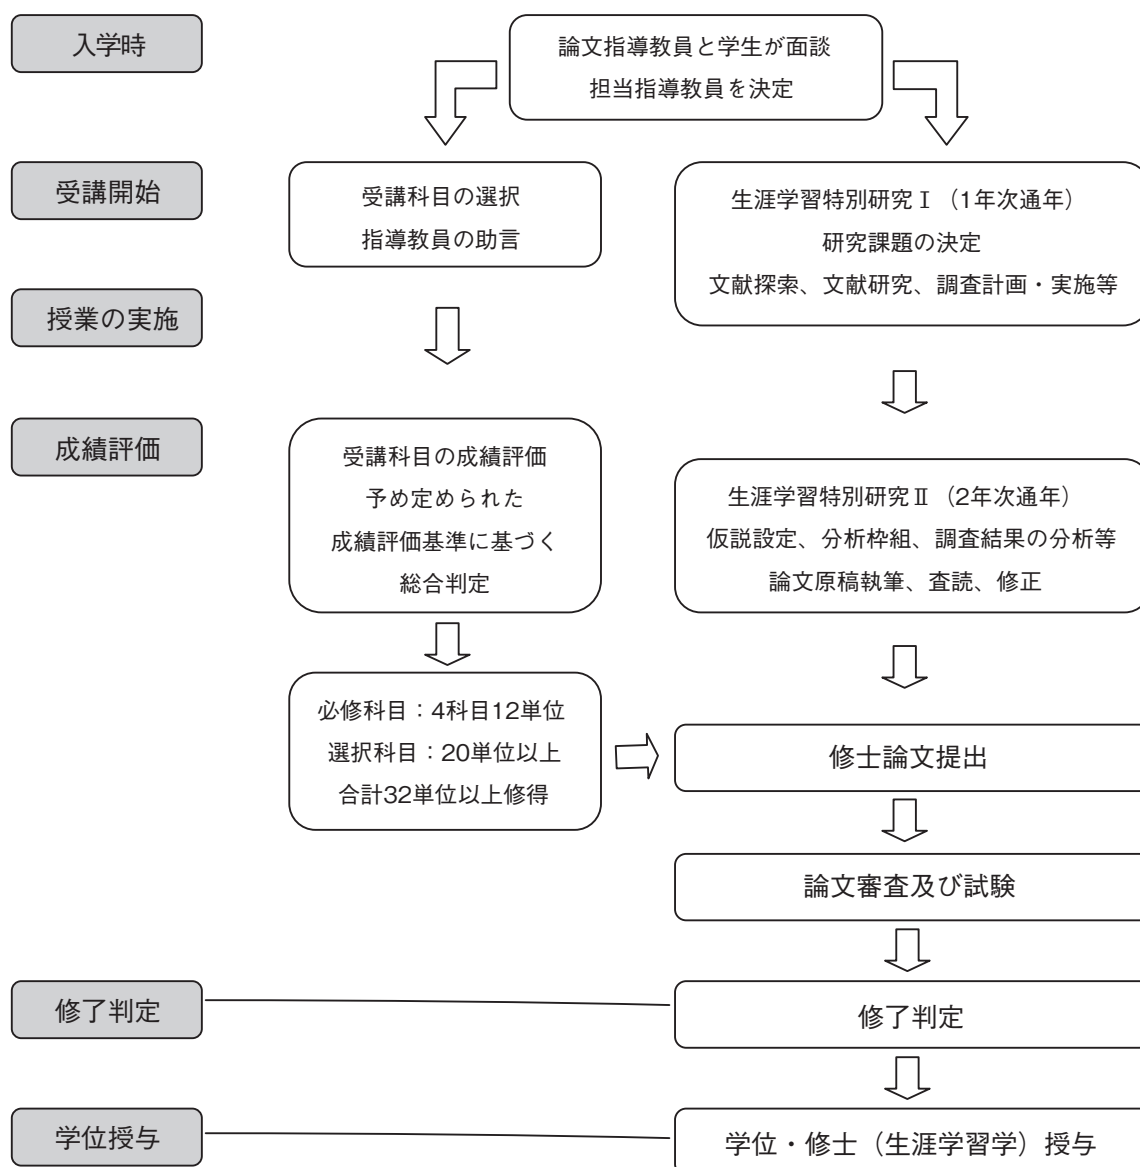 入学時
論文指導教員と学生が面談
担当指導教員を決定
受講開始
受講科目の選択
指導教員の助言
生涯学習特別研究Ⅰ（1年次通年）
研究課題の決定
文献探索、文献研究、調査計画・実施等
授業の実施
成績評価
受講科目の成績評価
予め定められた
成績評価基準に基づく
総合判定
生涯学習特別研究Ⅱ（2年次通年）
仮説設定、分析枠組、調査結果の分析等
論文原稿執筆、査読、修正
必修科目：4科目12単位
選択科目：20単位以上
合計32単位以上修得
修士論文提出
論文審査及び試験
修了判定
修了判定
学位授与
学位・修士（生涯学習学）授与